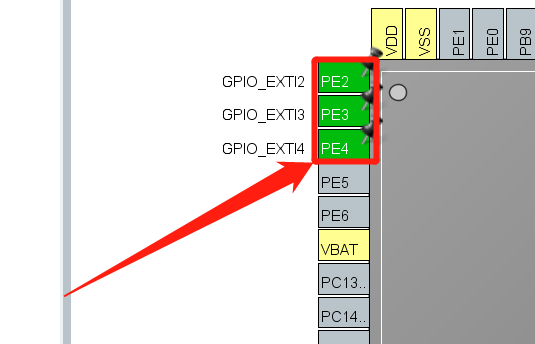 VDD
VSS
PE1
PE0
PB9
GPIO_EXTI2 PE2
GPIO_EXTI3 PE3
GPIO_EXTI4 PE4
PE5
PE6
VBAT
PC13..
PC14..